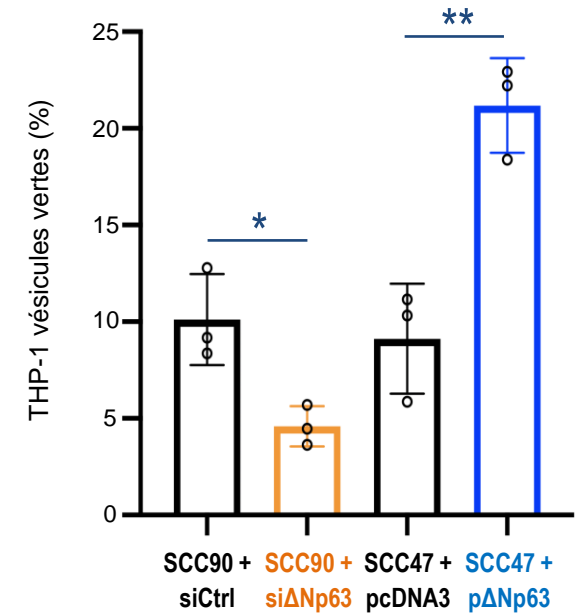 **
25
20
*
15
10
5
0
THP-1 vésicules vertes (%)
SCC90 + SCC90 + SCC47 + SCC47 +
siCtrl siΔNp63 pcDNA3 pΔNp63